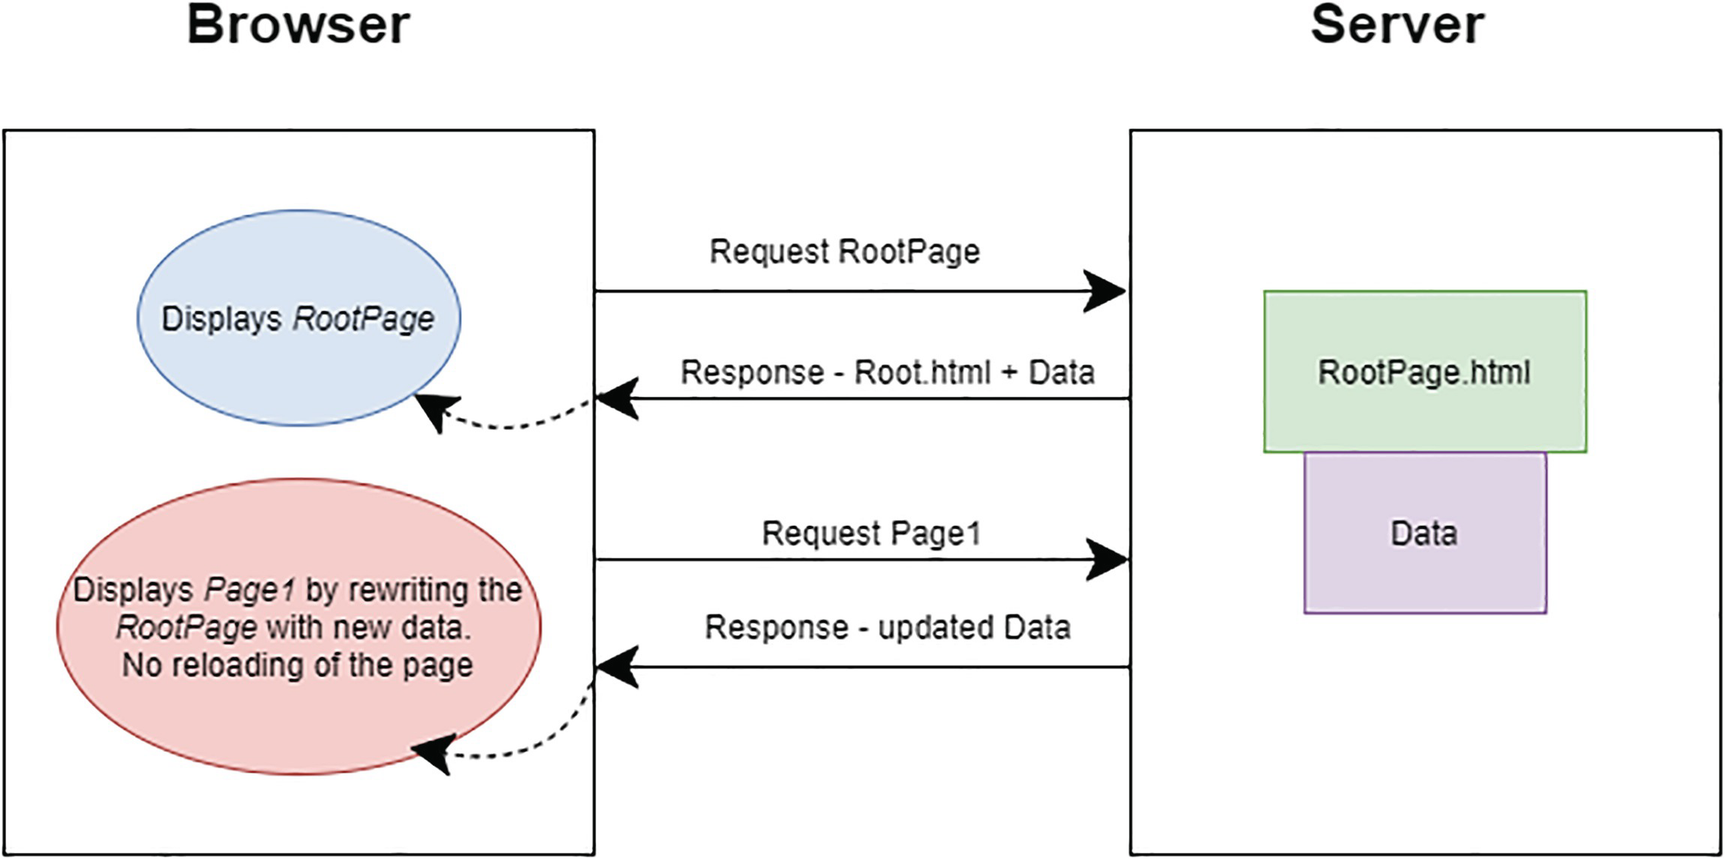 Browser
Server
Request RootPage
Displays RootPage
Response - Root.html + Data
RootPage.html
Request Page1
Data
Displays Page1 by rewriting the
RootPage with new data.
No reloading of the page
Response - updated Data